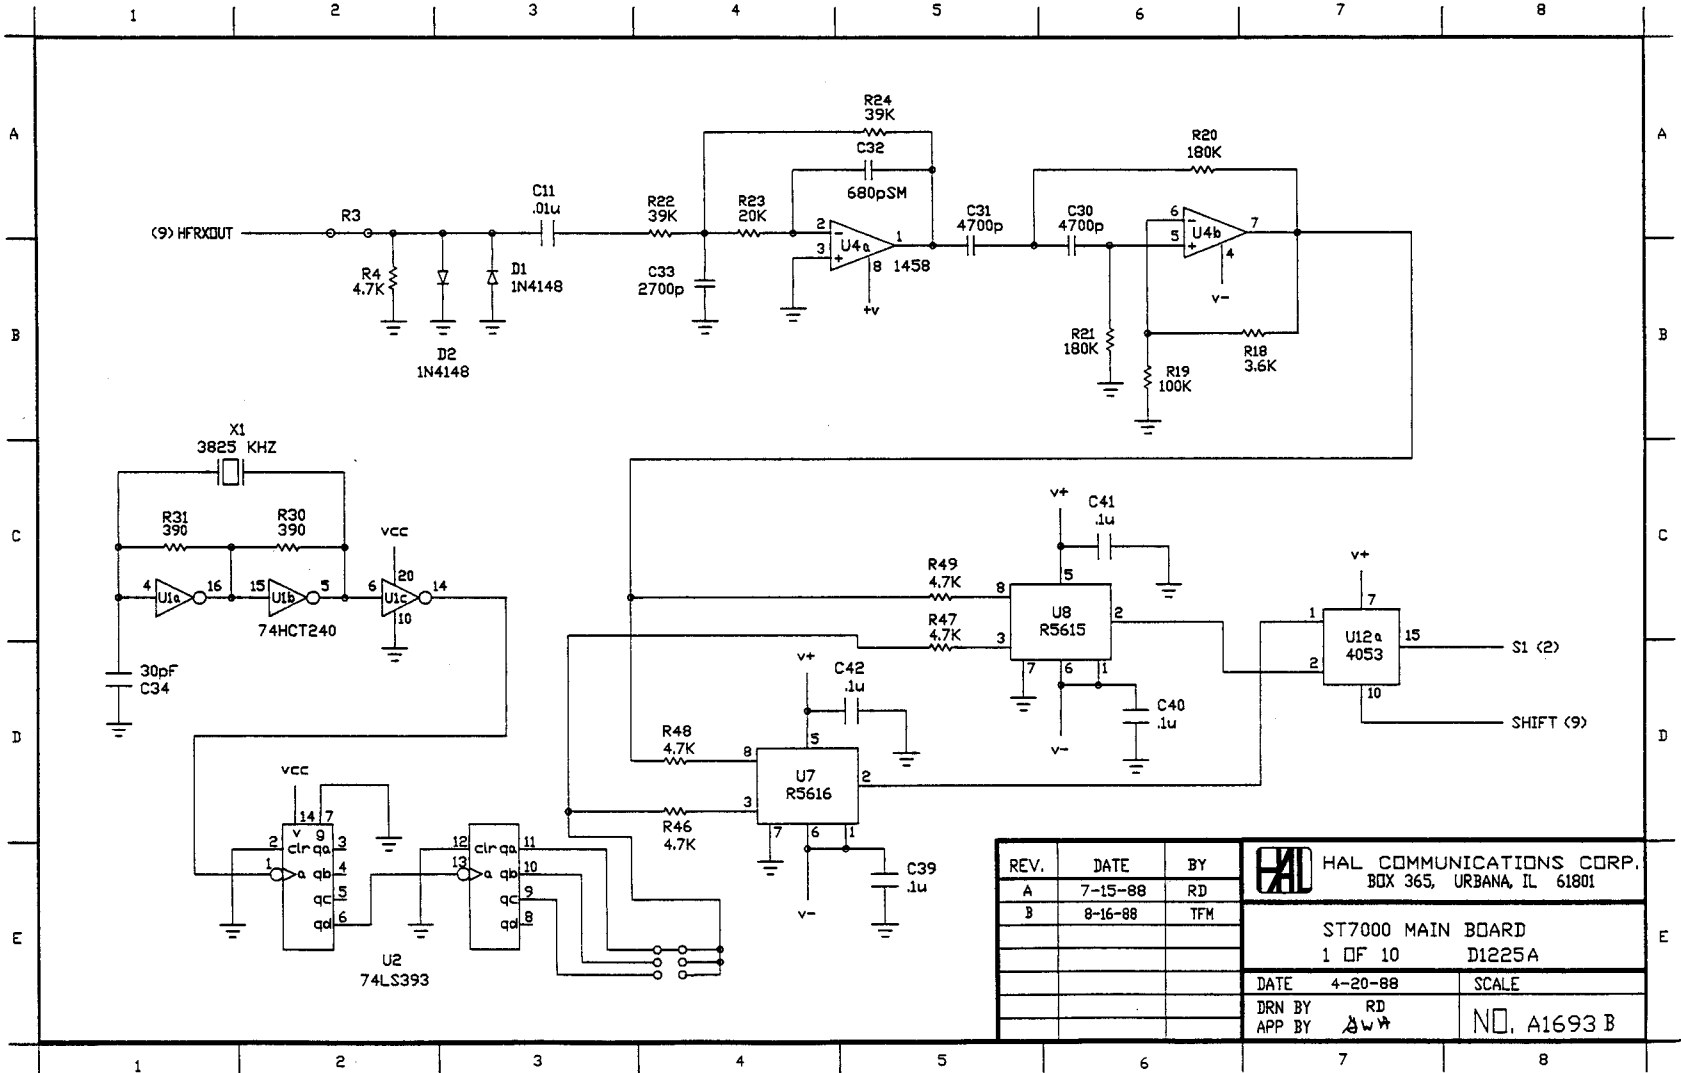 1 2 3 4 5 6 7 8
A
A
B
B
C
C
D
D
E
E
1 2 3 4 5 6 7 8
(9) HFRXOUT
R3
R4
4.7K
D2
1N4148
D1
1N4148
C11
.01u
R22
39K
C33
2700p
R23
20K
R24
39K
C32
680pSM
2
3
U4a
1
8
1458
+v
C31
4700p
C30
4700p
R20
180K
R21
180K
6
5
U4b
7
4
v-
R19
100K
R18
3.6K
X1
3825 KHZ
R31
390
R30
390
vcc
4
U1a
16
15
U1b
5
6
U1c
20
10
14
74HCT240
30pF
C34
vcc
14
7
v
g
2
clr
qa
3
1
a
qb
4
qc
5
qd
6
12
clr
qa
11
13
a
qb
10
qc
9
qd
8
U2
74LS393
R49
4.7K
R47
4.7K
v+
C41
.1u
5
8
U8
R5615
2
3
7
6
1
C40
.1u
v-
R48
4.7K
R46
4.7K
v+
C42
.1u
5
8
U7
R5616
2
3
7
6
1
C39
.1u
v-
v+
7
1
U12a
4053
15
2
10
S1 (2)
SHIFT (9)
REV. DATE BY
A 7-15-88 RD
B 8-16-88 TFM
HAL
HAL COMMUNICATIONS CORP.
BOX 365, URBANA, IL 61801
ST7000 MAIN BOARD
1 OF 10 D1225A
DATE 4-20-88 SCALE
DRN BY RD
APP BY
NO. A1693 B